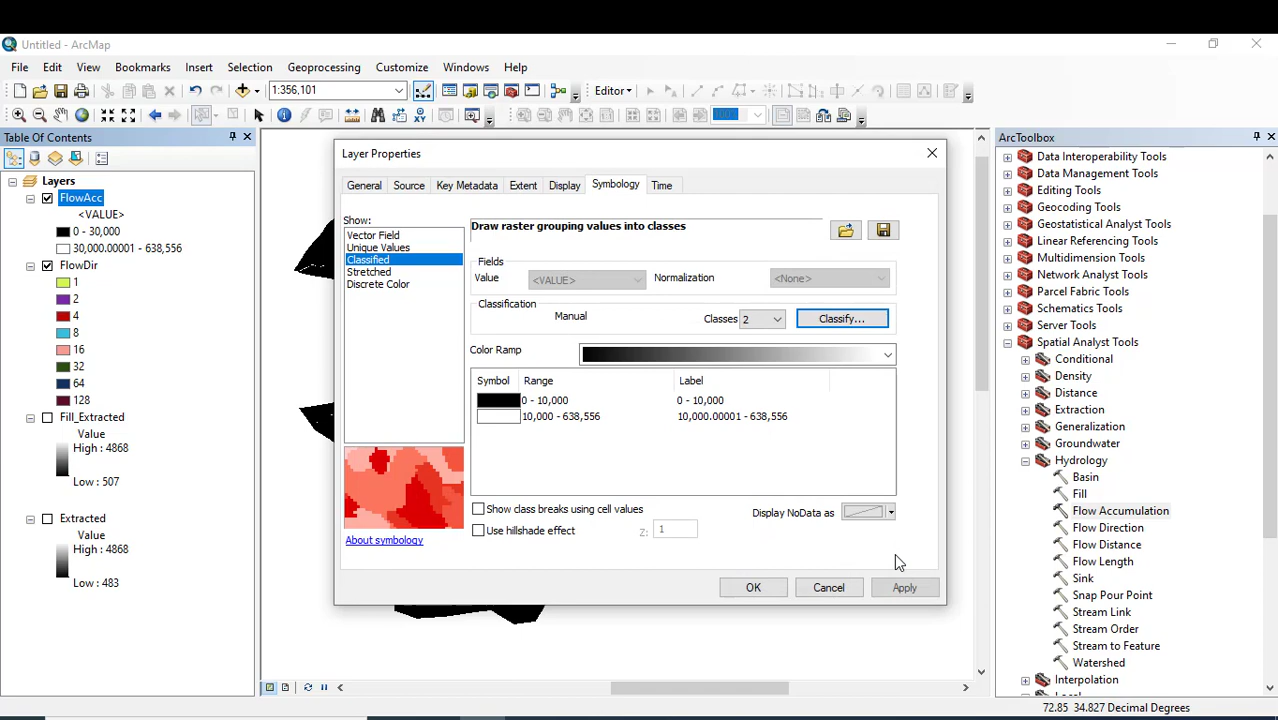 Untitled - ArcMap
File Edit View Bookmarks Insert Selection Geoprocessing Customize Windows Help
1:356,101
Editor
Table Of Contents
Layers
FlowAcc
<VALUE>
0 - 30,000
30,000.00001 - 638,556
FlowDir
1
2
4
8
16
32
64
128
Fill_Extracted
Value
High : 4868
Low : 507
Extracted
Value
High : 4868
Low : 483
Layer Properties
General Source Key Metadata Extent Display Symbology Time
Show:
Vector Field
Unique Values
Classified
Stretched
Discrete Color
About symbology
Draw raster grouping values into classes
Fields
Value <VALUE> Normalization <None>
Classification
Manual Classes 2 Classify...
Color Ramp
Symbol Range Label
0 - 10,000 0 - 10,000
10,000 - 638,556 10,000.00001 - 638,556
Show class breaks using cell values Display NoData as
Use hillshade effect Z: 1
OK Cancel Apply
ArcToolbox
Data Interoperability Tools
Data Management Tools
Editing Tools
Geocoding Tools
Geostatistical Analyst Tools
Linear Referencing Tools
Network Analyst Tools
Parcel Fabric Tools
Schematics Tools
Server Tools
Spatial Analyst Tools
Conditional
Density
Distance
Extraction
Generalization
Groundwater
Hydrology
Basin
Fill
Flow Accumulation
Flow Direction
Flow Distance
Flow Length
Sink
Snap Pour Point
Stream Link
Stream Order
Stream to Feature
Watershed
Interpolation
72.85 34.827 Decimal Degrees